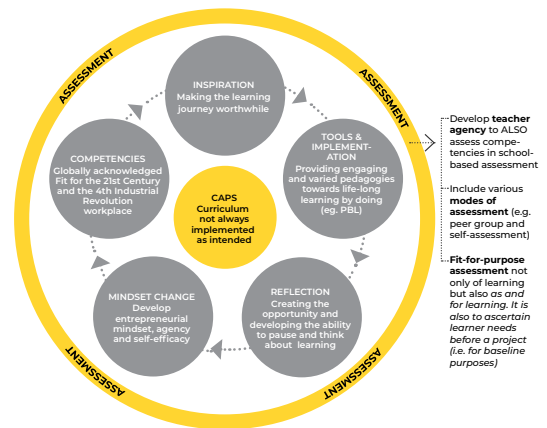 ASSESSMENT
ASSESSMENT
INSPIRATION
Making the learning
journey worthwhile
TOOLS &
IMPLEMENT-
ATION
Providing engaging
and varied pedagogies
towards life-long
learning by doing
(eg. PBL)
COMPETENCIES
Globally acknowledged
Fit for the 21st Century
and the 4th Industrial
Revolution
workplace
CAPS
Curriculum
not always
implemented
as intended
MINDSET CHANGE
Develop
entrepreneurial
mindset, agency
and self-efficacy
REFLECTION
Creating the
opportunity and
developing the ability
to pause and think
about learning
ASSESSMENT
ASSESSMENT
Develop teacher
agency to ALSO
assess compe-
tencies in school-
based assessment
Include various
modes of
assessment (e.g.
peer group and
self-assessment)
Fit-for-purpose
assessment not
only of learning
but also as and
for learning. It is
also to ascertain
learner needs
before a project
(i.e. for baseline
purposes)